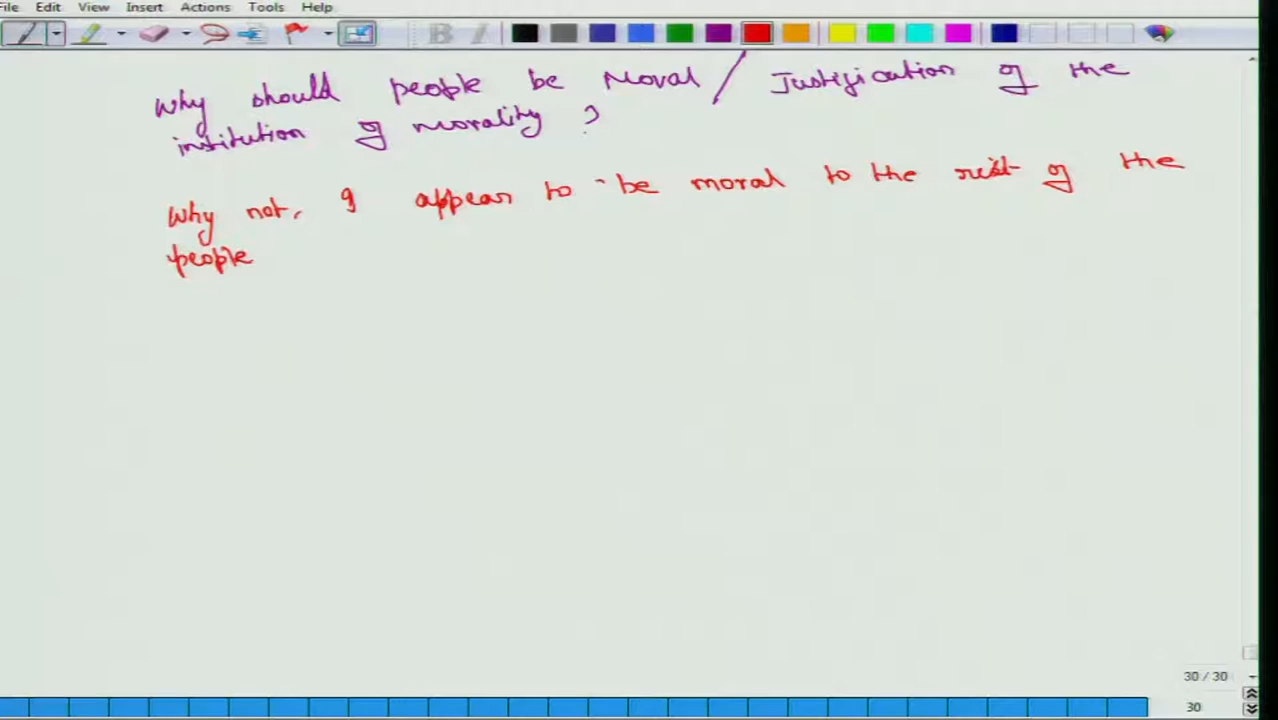 File Edit View Insert Actions Tools Help
B I
Why should people be Moral / Justification of the
institution of morality ?
Why not, I appear to be moral to the rest of the
people
30 / 30
30